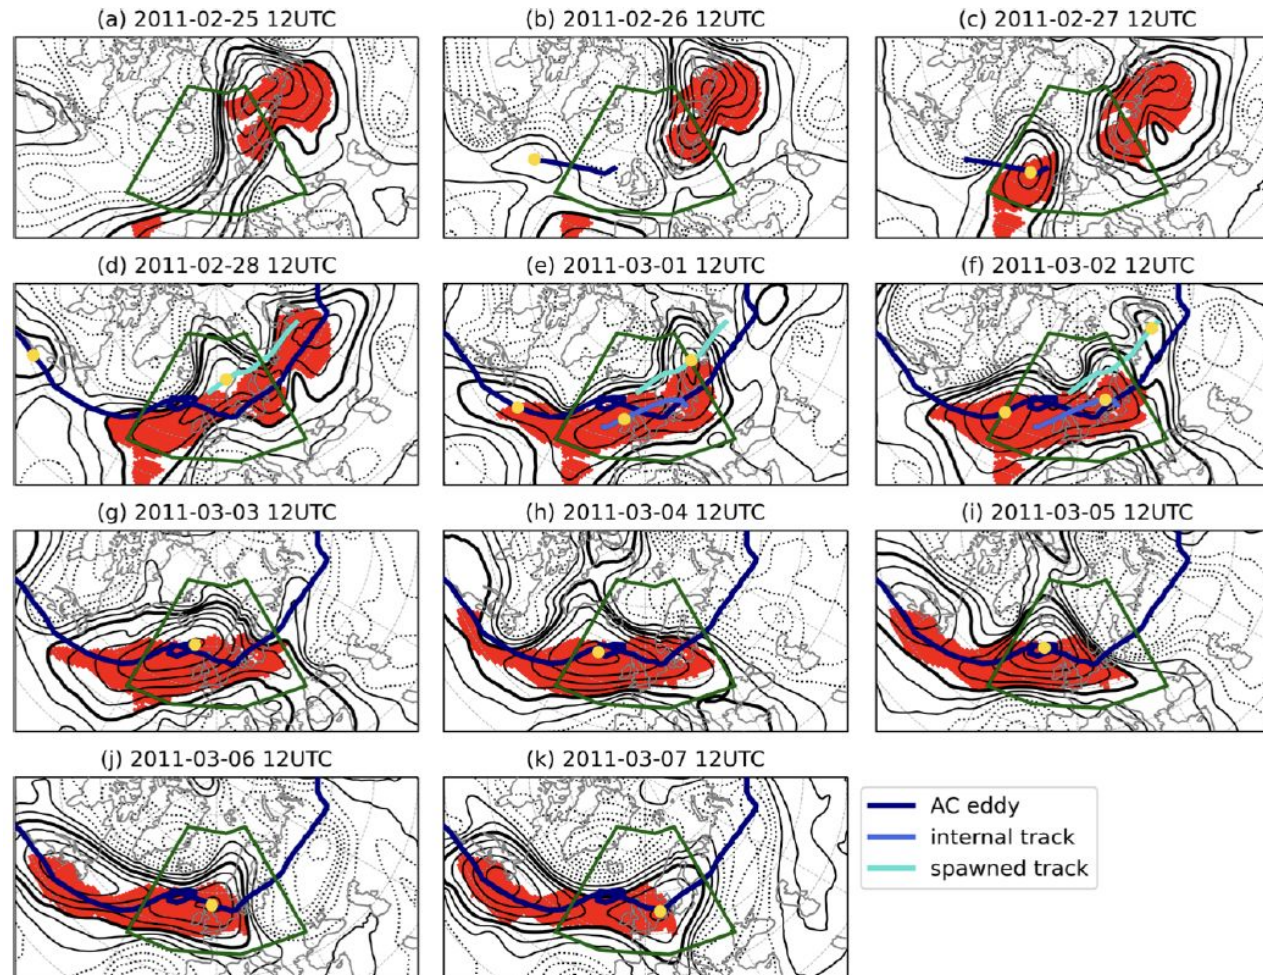 (a) 2011-02-25 12UTC
(b) 2011-02-26 12UTC
(c) 2011-02-27 12UTC
(d) 2011-02-28 12UTC
(e) 2011-03-01 12UTC
(f) 2011-03-02 12UTC
(g) 2011-03-03 12UTC
(h) 2011-03-04 12UTC
(i) 2011-03-05 12UTC
(j) 2011-03-06 12UTC
(k) 2011-03-07 12UTC
AC eddy
internal track
spawned track